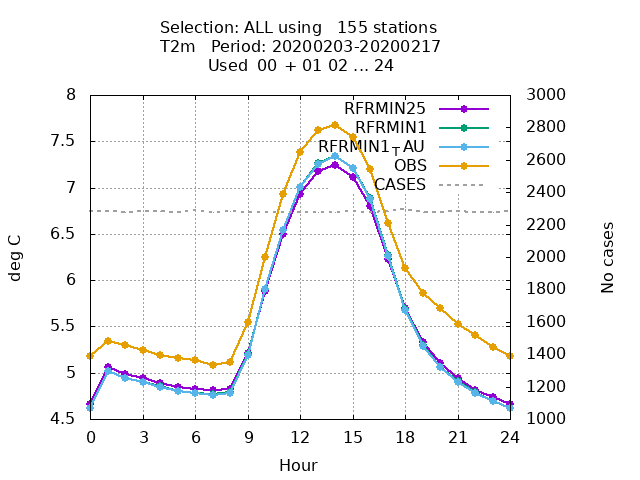 Selection: ALL using   155 stations
T2m   Period: 20200203-20200217
Used  00 + 01 02 ... 24
8
7.5
7
6.5
6
5.5
5
4.5
3000
2800
2600
2400
2200
2000
1800
1600
1400
1200
1000
RFRMIN25
RFRMIN1
RFRMIN1_TAU
OBS
CASES
deg C
No cases
0 3 6 9 12 15 18 21 24
Hour